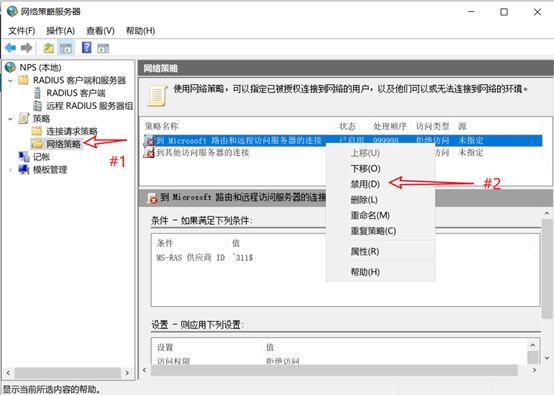 网络策略服务器
文件(F) 操作(A) 查看(V) 帮助(H)
NPS (本地)
RADIUS 客户端和服务器
RADIUS 客户端
远程 RADIUS 服务器组
策略
连接请求策略
网络策略
#1
记帐
模板管理
网络策略
使用网络策略，可以指定已被授权连接到网络的用户，以及他们可以或无法连接到网络的环境。
策略名称 状态 处理顺序 访问类型 源
到 Microsoft 路由和远程访问服务器的连接 已启用 999998 拒绝访问 未指定
到其他访问服务器的连接 访问 未指定
上移(U)
下移(O)
禁用(D)
#2
删除(L)
重命名(M)
重复策略(C)
属性(R)
帮助(H)
到 Microsoft 路由和远程访问服务器的连接
条件 - 如果满足下列条件:
条件 值
MS-RAS 供应商 ID ^311$
设置 - 则应用下列设置:
设置 值
访问权限 拒绝访问
显示当前所选内容的帮助。